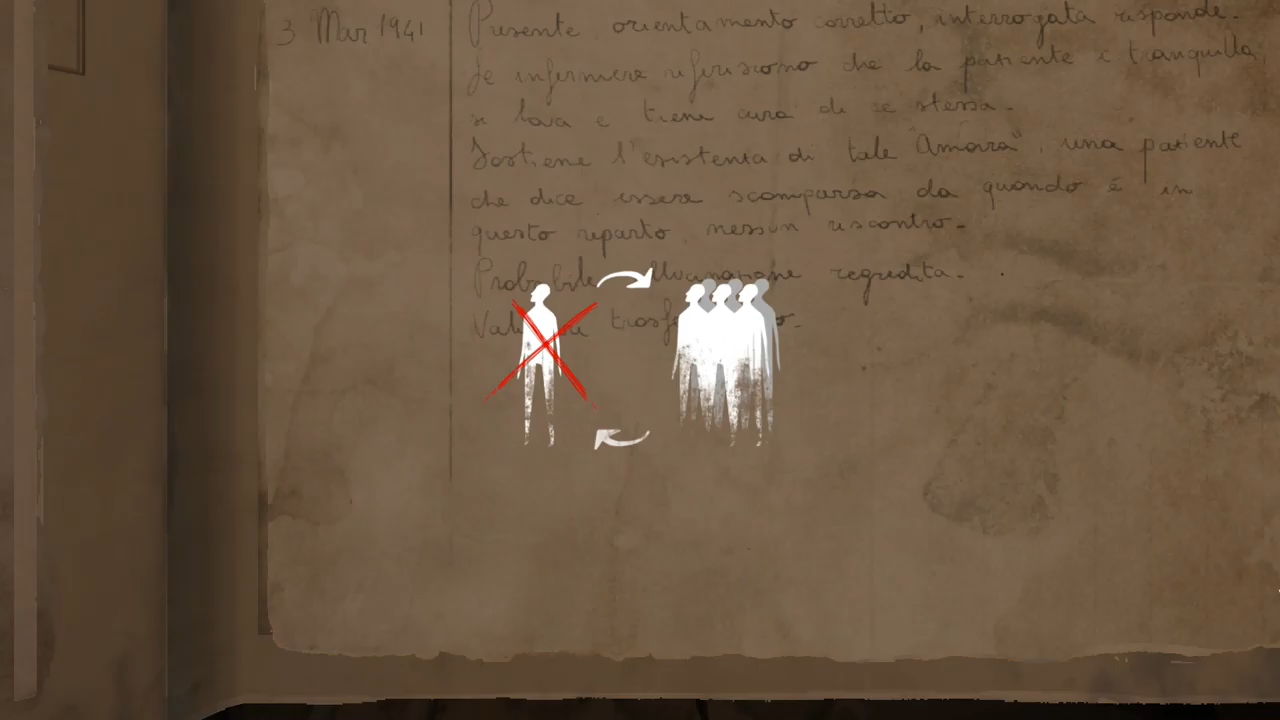 3 Mar 1941
Presente, orientamento corretto, interrogata risponde.
Le infermiere riferiscono che la paziente è tranquilla,
si lava e tiene cura di se stessa.
Sostiene l'esistenza di tale "Amara", una paziente
che dice essere scomparsa da quando é in
questo reparto, nessun riscontro.
Probabile allucinazione regredita.